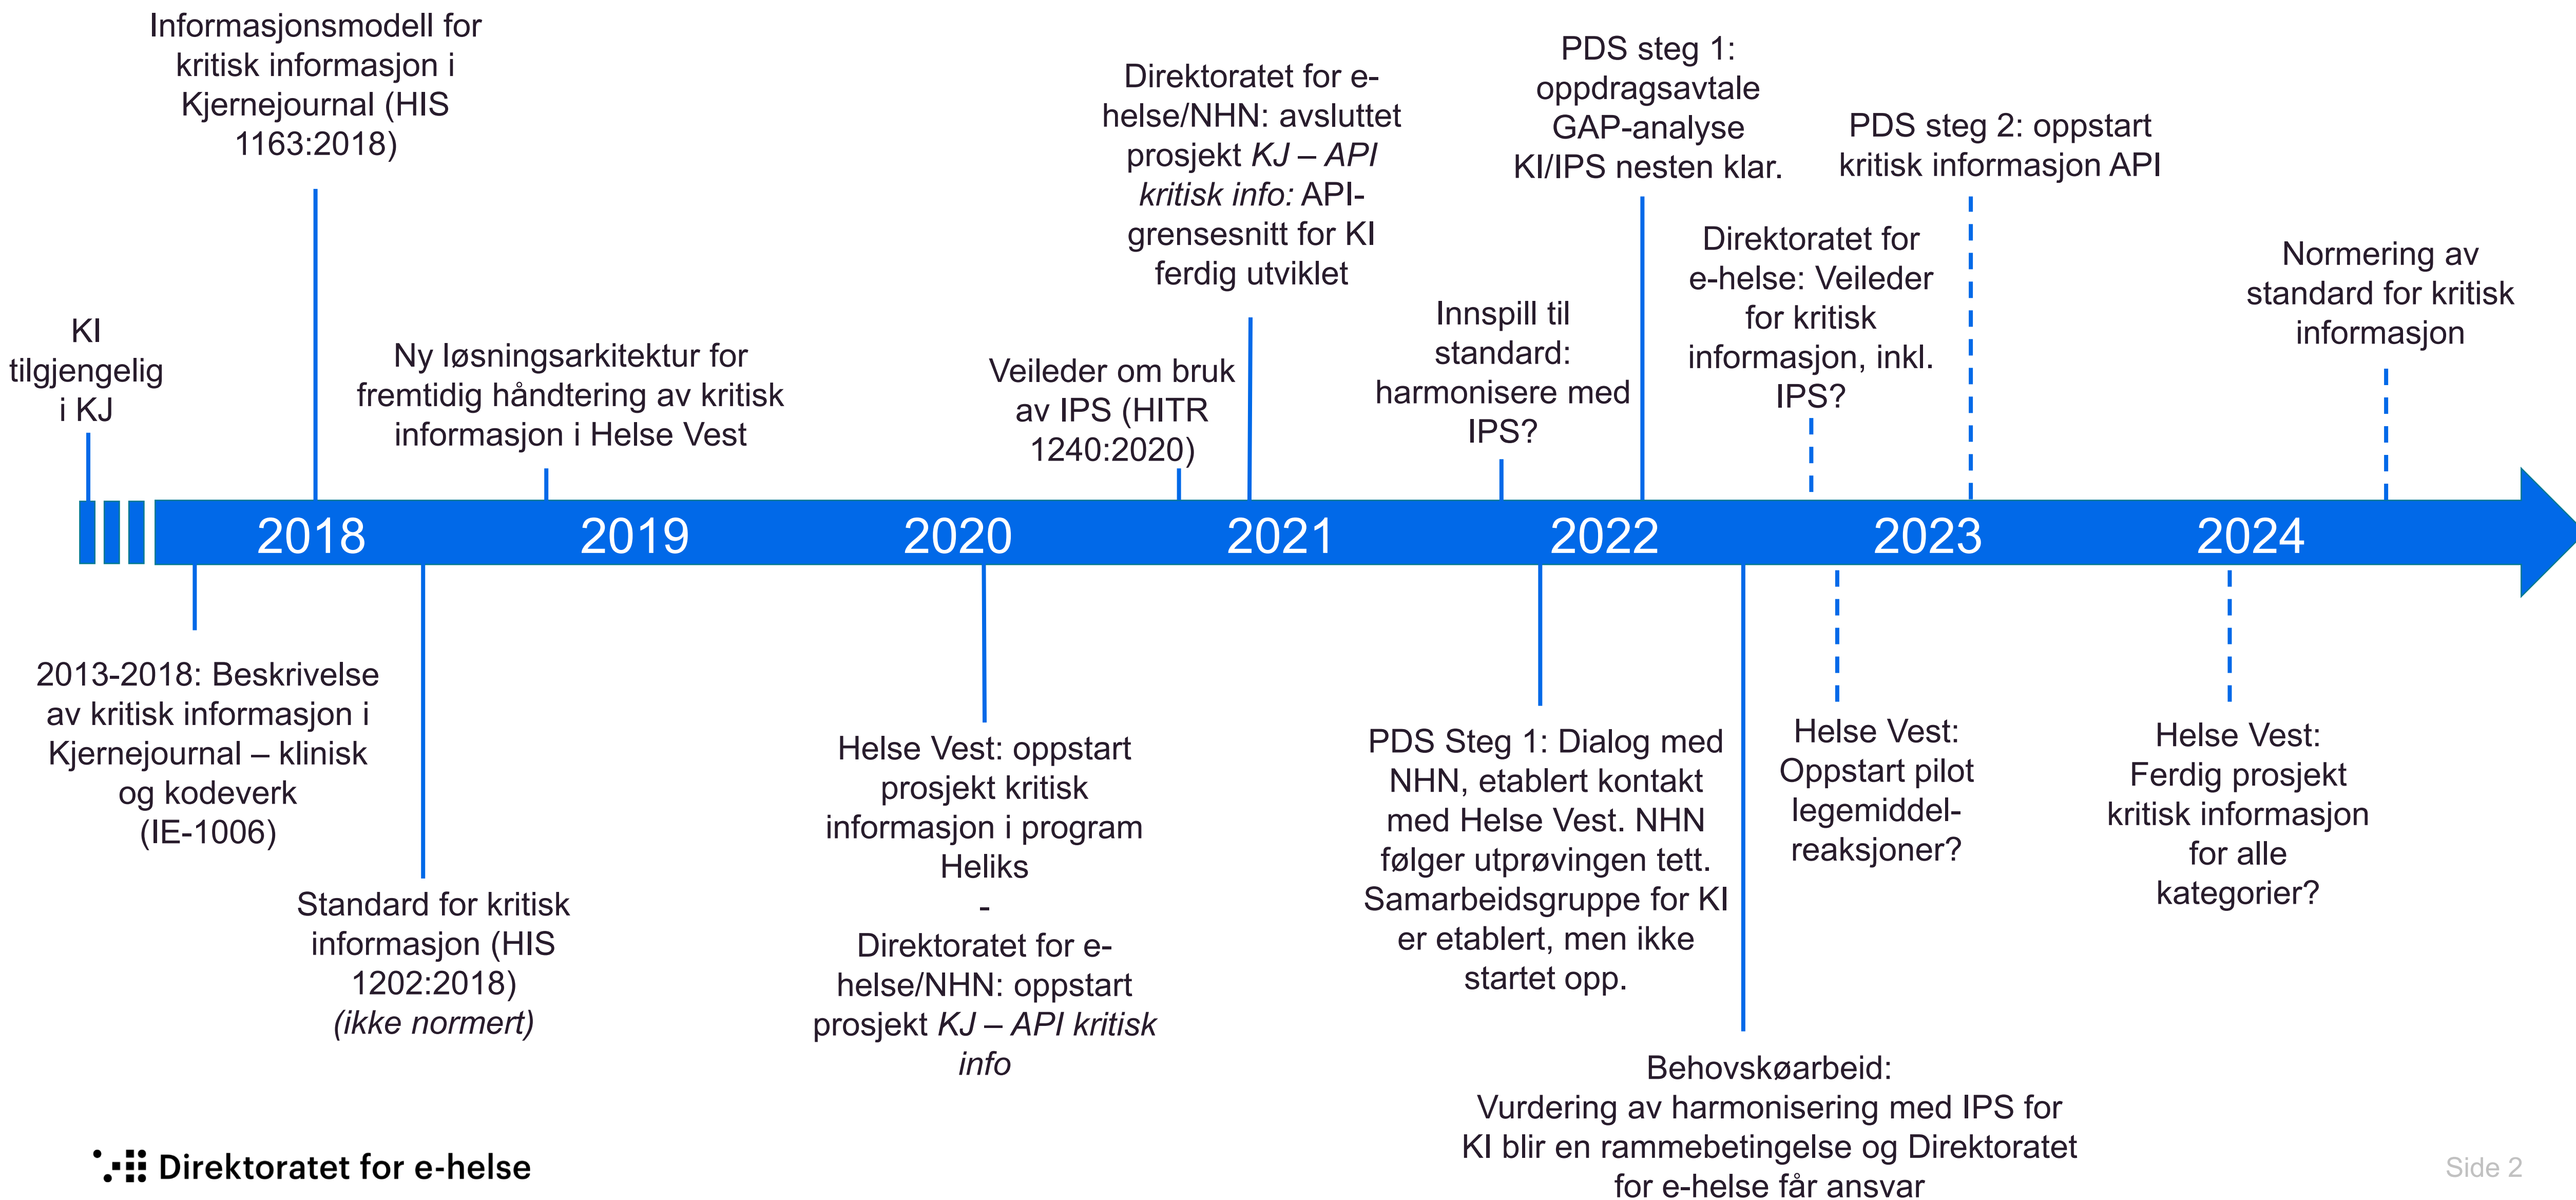 Informasjonsmodell for
kritisk informasjon i
Kjernejournal (HIS
1163:2018)
KI
tilgjengelig
i KJ
Ny løsningsarkitektur for
fremtidig håndtering av kritisk
informasjon i Helse Vest
Veileder om bruk
av IPS (HITR
1240:2020)
Direktoratet for e-
helse/NHN: avsluttet
prosjekt KJ – API
kritisk info: API-
grensesnitt for KI
ferdig utviklet
Innspill til
standard:
harmonisere med
IPS?
PDS steg 1:
oppdragsavtale
GAP-analyse
KI/IPS nesten klar.
Direktoratet for
e-helse: Veileder
for kritisk
informasjon, inkl.
IPS?
PDS steg 2: oppstart
kritisk informasjon API
Normering av
standard for kritisk
informasjon
2018 2019 2020 2021 2022 2023 2024
2013-2018: Beskrivelse
av kritisk informasjon i
Kjernejournal – klinisk
og kodeverk
(IE-1006)
Standard for kritisk
informasjon (HIS
1202:2018)
(ikke normert)
Helse Vest: oppstart
prosjekt kritisk
informasjon i program
Heliks
-
Direktoratet for e-
helse/NHN: oppstart
prosjekt KJ – API kritisk
info
PDS Steg 1: Dialog med
NHN, etablert kontakt
med Helse Vest. NHN
følger utprøvingen tett.
Samarbeidsgruppe for KI
er etablert, men ikke
startet opp.
Behovskøarbeid:
Vurdering av harmonisering med IPS for
KI blir en rammebetingelse og Direktoratet
for e-helse får ansvar
Helse Vest:
Oppstart pilot
legemiddel-
reaksjoner?
Helse Vest:
Ferdig prosjekt
kritisk informasjon
for alle
kategorier?
Direktoratet for e-helse
Side 2